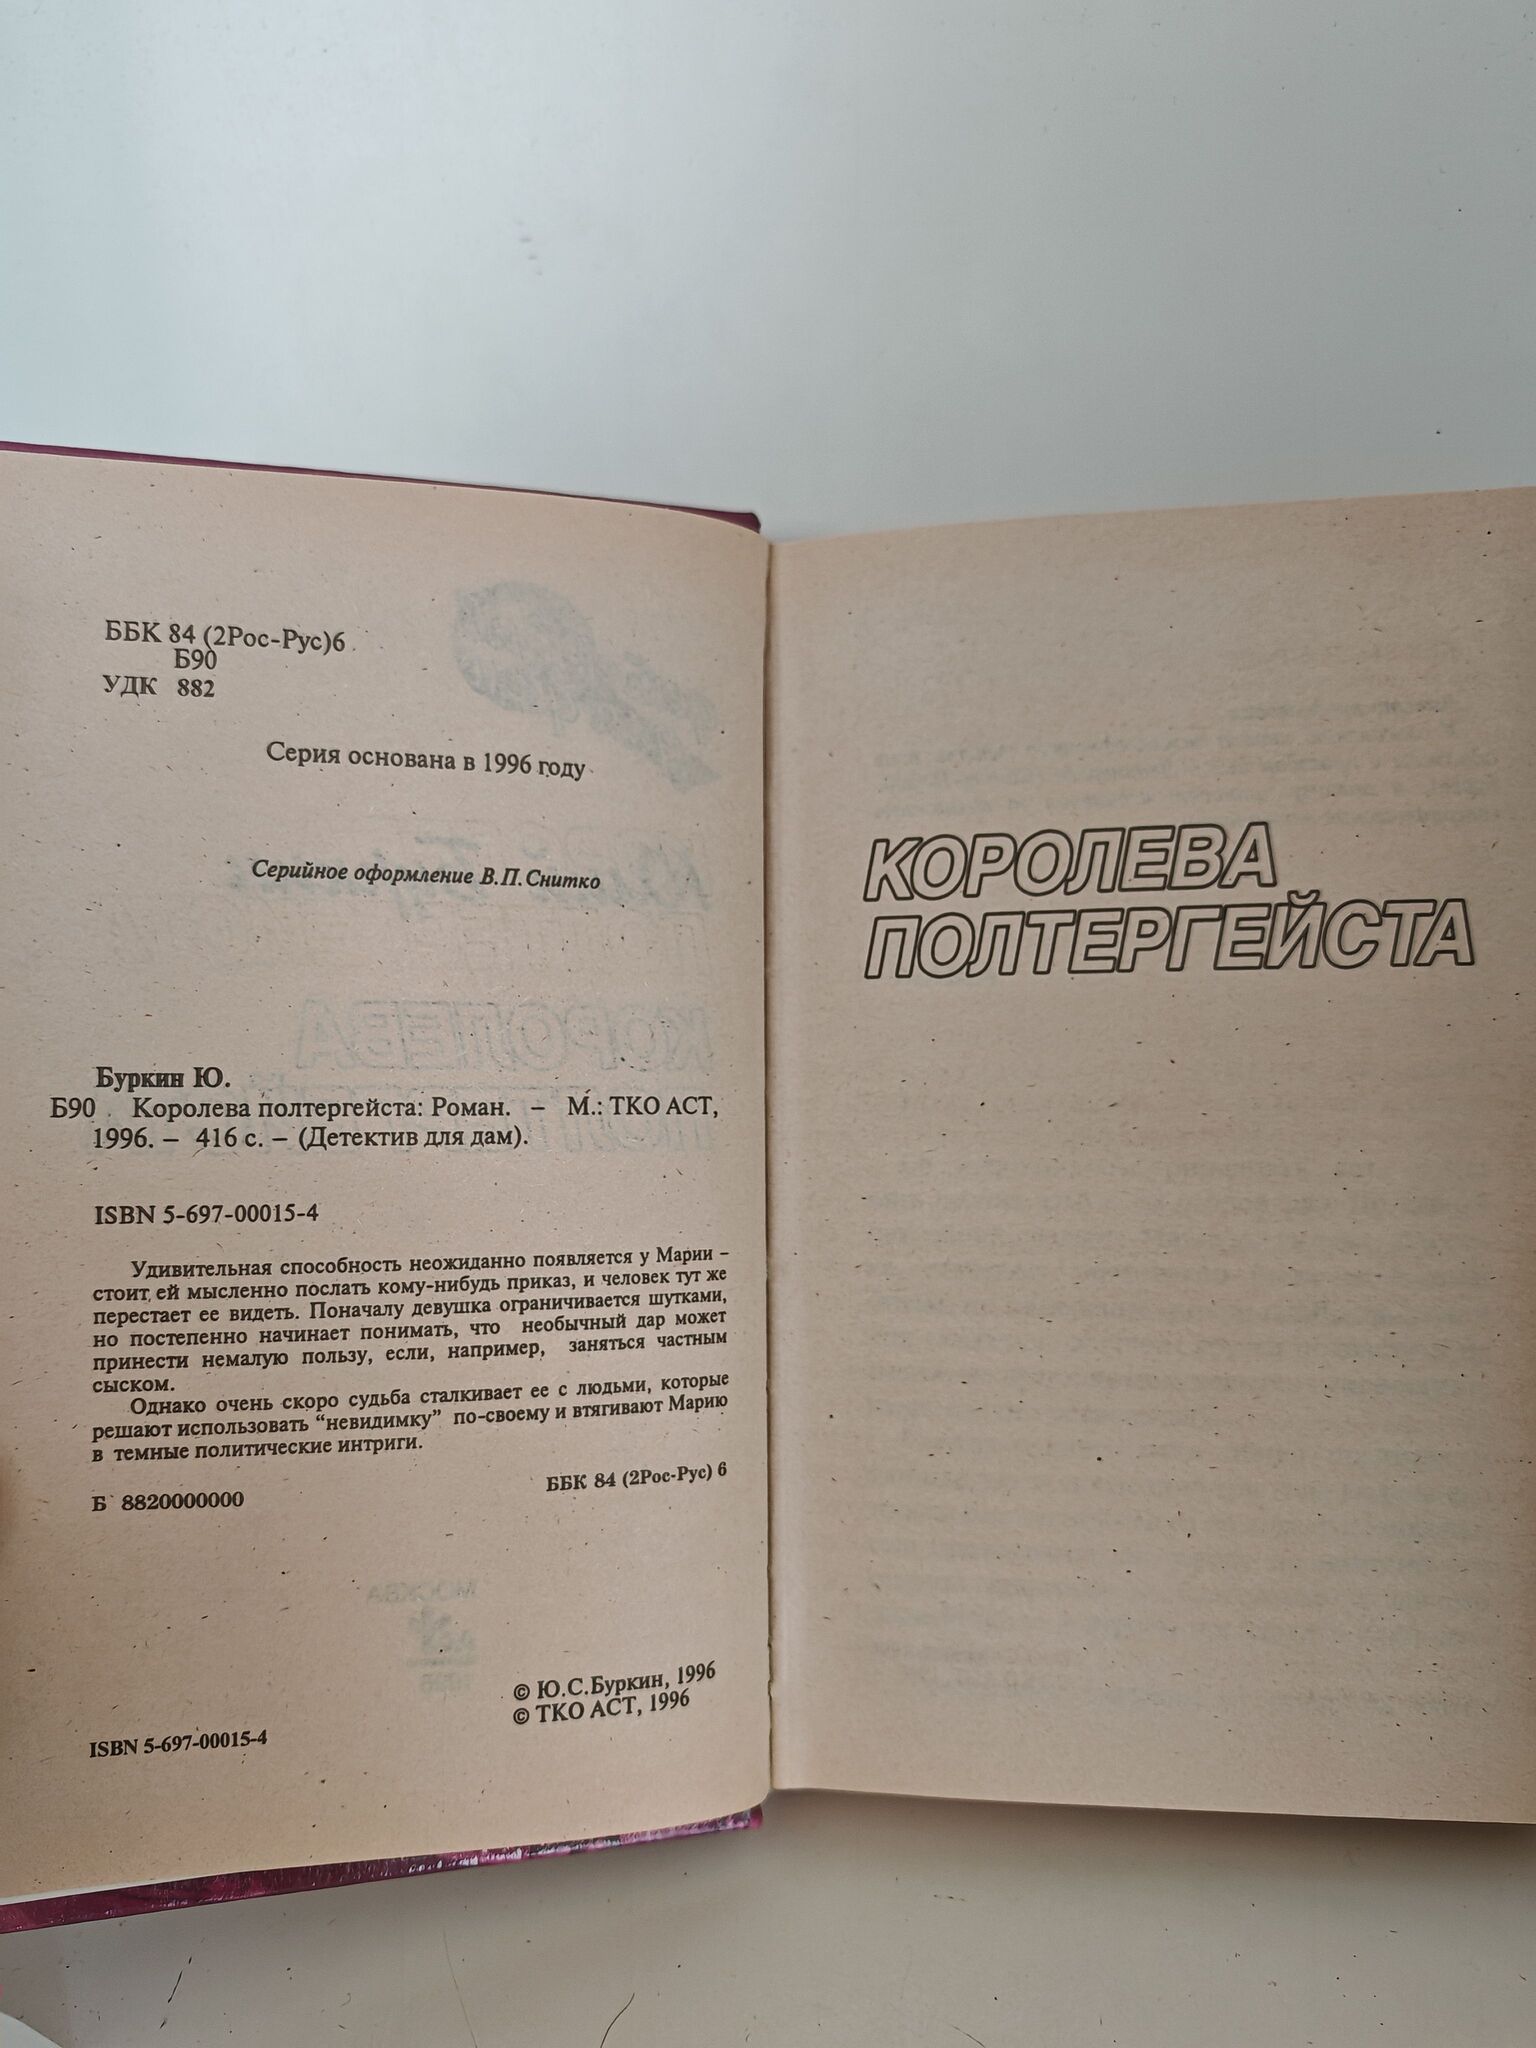 ББК 84 (2Рос-Рус)6
Б90
УДК 882
Серия основана в 1996 году
Серийное оформление В.П.Снитко
Буркин Ю.
Б90 Королева полтергейста: Роман. – М.: ТКО АСТ,
1996. – 416 с. – (Детектив для дам).
ISBN 5-697-00015-4
Удивительная способность неожиданно появляется у Марии –
стоит ей мысленно послать кому-нибудь приказ, и человек тут же
перестает ее видеть. Поначалу девушка ограничивается шутками,
но постепенно начинает понимать, что необычный дар может
принести немалую пользу, если, например, заняться частным
сыском.
Однако очень скоро судьба сталкивает ее с людьми, которые
решают использовать “невидимку” по-своему и втягивают Марию
в темные политические интриги.
Б 8820000000
ББК 84 (2Рос-Рус) 6
© Ю.С.Буркин, 1996
© ТКО АСТ, 1996
ISBN 5-697-00015-4
КОРОЛЕВА
ПОЛТЕРГЕЙСТА